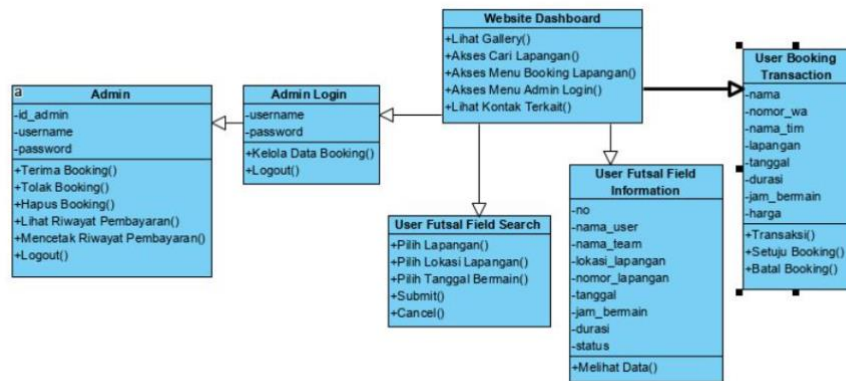 Website Dashboard
+Lihat Gallery()
+Akses Cari Lapangan()
+Akses Menu Booking Lapangan()
+Akses Menu Admin Login()
+Lihat Kontak Terkait()
a
Admin
-id_admin
-username
-password
+Terima Booking()
+Tolak Booking()
+Hapus Booking()
+Lihat Riwayat Pembayaran()
+Mencetak Riwayat Pembayaran()
+Logout()
Admin Login
-username
-password
+Kelola Data Booking()
+Logout()
User Futsal Field Search
+Pilih Lapangan()
+Pilih Lokasi Lapangan()
+Pilih Tanggal Bermain()
+Submit()
+Cancel()
User Futsal Field
Information
-no
-nama_user
-nama_team
-lokasi_lapangan
-nomor_lapangan
-tanggal
-jam_bermain
-durasi
-status
+Melihat Data()
User Booking
Transaction
-nama
-nomor_wa
-nama_tim
-lapangan
-tanggal
-durasi
-jam_bermain
-harga
+Transaksi()
+Setuju Booking()
+Batal Booking()